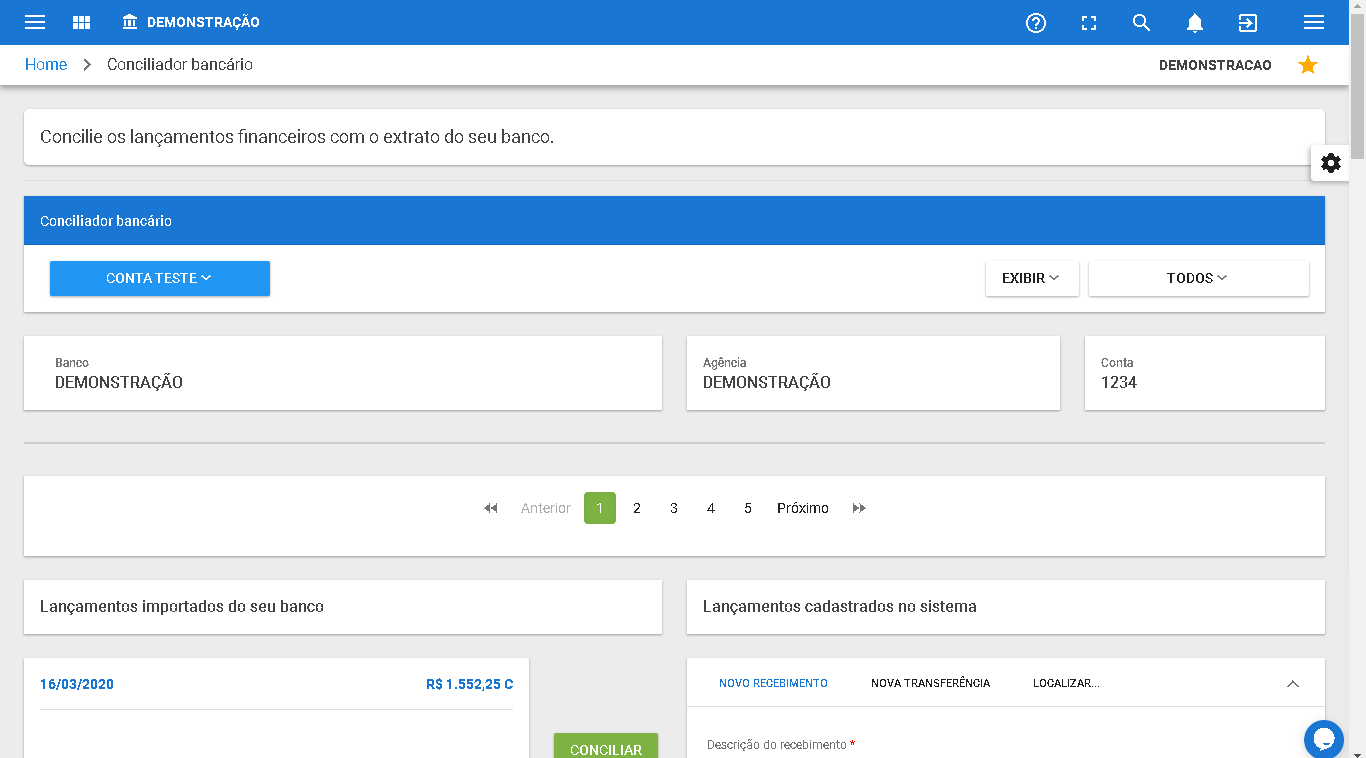 DEMONSTRAÇÃO
Home Conciliador bancário DEMONSTRACAO
Concilie os lançamentos financeiros com o extrato do seu banco.
Conciliador bancário
CONTA TESTE EXIBIR TODOS
Banco Agência Conta
DEMONSTRAÇÃO DEMONSTRAÇÃO 1234
Anterior 1 2 3 4 5 Próximo
Lançamentos importados do seu banco Lançamentos cadastrados no sistema
16/03/2020 R$ 1.552,25 C NOVO RECEBIMENTO NOVA TRANSFERÊNCIA LOCALIZAR...
CONCILIAR Descrição do recebimento *